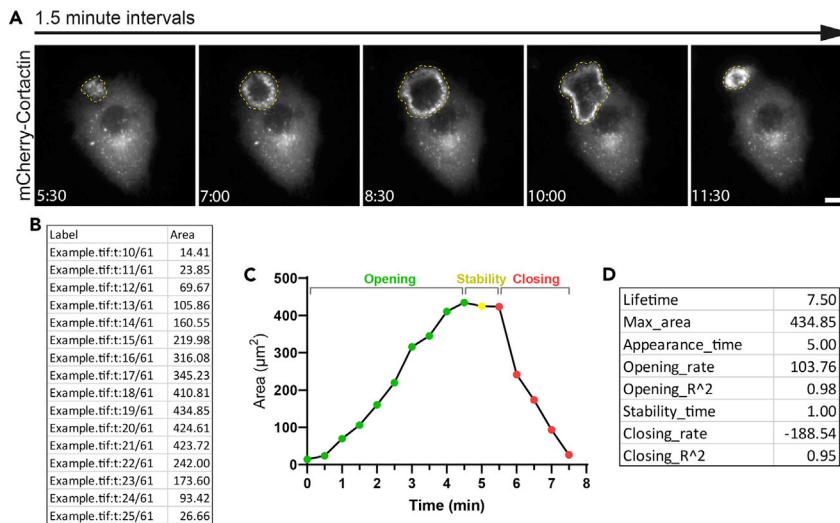 A 1.5 minute intervals
mCherry-Cortactin
5:30 7:00 8:30 10:00 11:30
B
Label Area
Example.tif:t:10/61 14.41
Example.tif:t:11/61 23.85
Example.tif:t:12/61 69.67
Example.tif:t:13/61 105.86
Example.tif:t:14/61 160.55
Example.tif:t:15/61 219.98
Example.tif:t:16/61 316.08
Example.tif:t:17/61 345.23
Example.tif:t:18/61 410.81
Example.tif:t:19/61 434.85
Example.tif:t:20/61 424.61
Example.tif:t:21/61 423.72
Example.tif:t:22/61 242.00
Example.tif:t:23/61 173.60
Example.tif:t:24/61 93.42
Example.tif:t:25/61 26.66
C
Opening Stability Closing
500
400
300
200
100
0
Area (μm²)
0 1 2 3 4 5 6 7 8
Time (min)
D
Lifetime 7.50
Max_area 434.85
Appearance_time 5.00
Opening_rate 103.76
Opening_R^2 0.98
Stability_time 1.00
Closing_rate -188.54
Closing_R^2 0.95